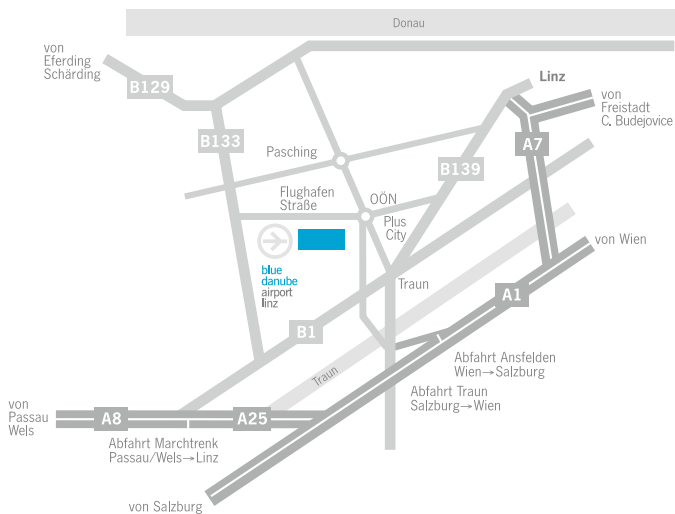 Donau
von
Eferding
Schärding
Linz
B129
von
Freistadt
C. Budejovice
B133
A7
Pasching
B139
Flughafen
Straße
OÖN
Plus
City
von Wien
blue
danube
airport
linz
Traun
A1
B1
Abfahrt Ansfelden
Wien→Salzburg
Traun
Abfahrt Traun
Salzburg→Wien
von
Passau
Wels
A8
A25
Abfahrt Marchtrenk
Passau/Wels→Linz
von Salzburg